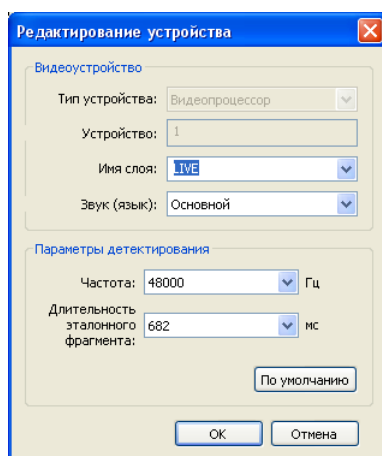 Редактирование устройства
Видеоустройство
Тип устройства: Видеопроцессор
Устройство: 1
Имя слоя: LIVE
Звук (язык): Основной
Параметры детектирования
Частота: 48000 Гц
Длительность
эталонного 682 мс
фрагмента:
По умолчанию
OK Отмена